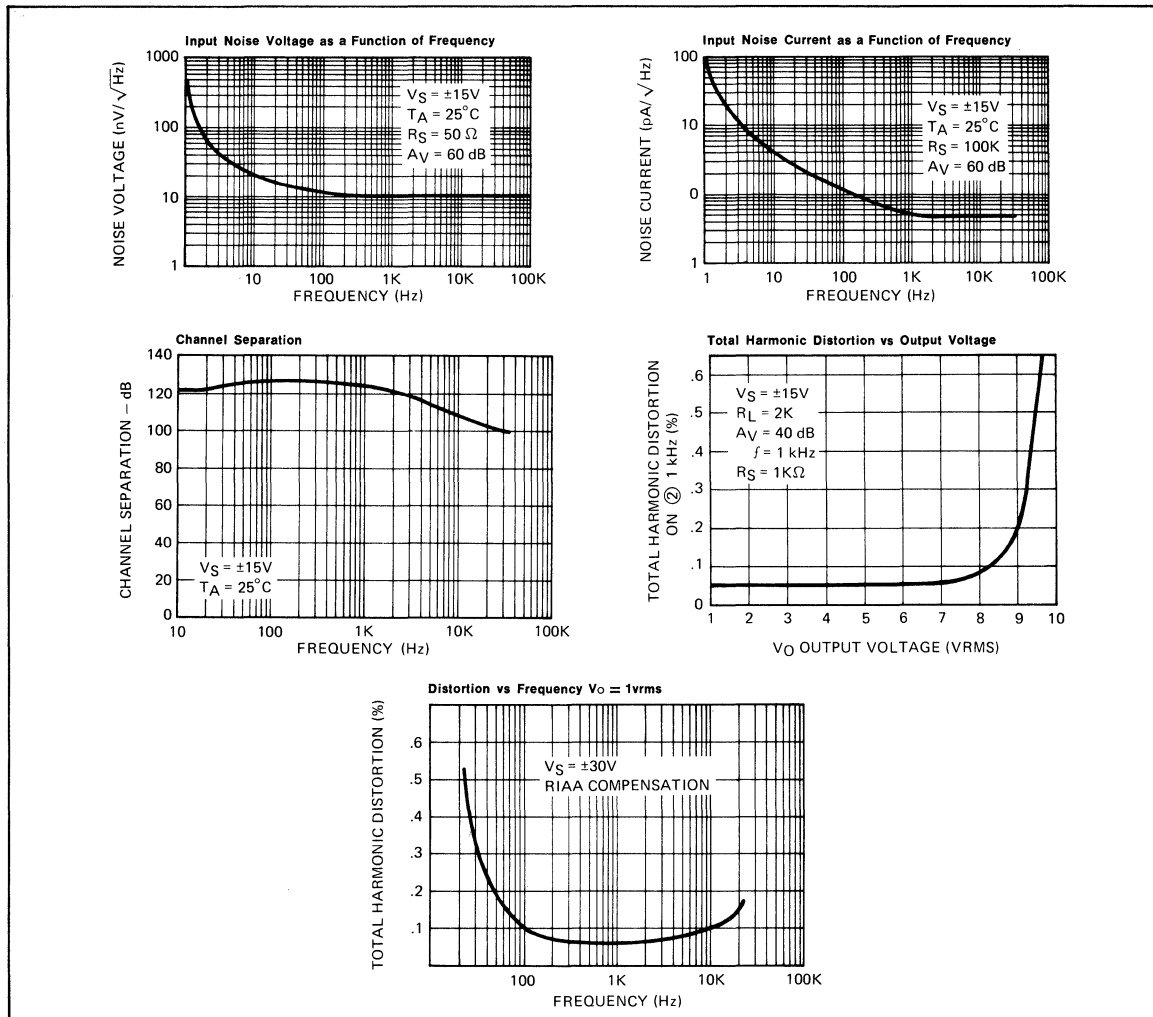 Input Noise Voltage as a Function of Frequency
NOISE VOLTAGE (nV/√Hz)
1000
100
10
1
VS = ±15V
TA = 25°C
RS = 50 Ω
AV = 60 dB
10 100 1K 10K 100K
FREQUENCY (Hz)
Input Noise Current as a Function of Frequency
NOISE CURRENT (pA/√Hz)
100
10
0
.1
VS = ±15V
TA = 25°C
RS = 100K
AV = 60 dB
1 10 100 1K 10K 100K
FREQUENCY (Hz)
Channel Separation
CHANNEL SEPARATION – dB
140
120
100
80
60
40
20
0
VS = ±15V
TA = 25°C
10 100 1K 10K 100K
FREQUENCY (Hz)
Total Harmonic Distortion vs Output Voltage
TOTAL HARMONIC DISTORTION
ON ② 1 kHz (%)
.6
.5
.4
.3
.2
.1
0
VS = ±15V
RL = 2K
AV = 40 dB
f = 1 kHz
RS = 1KΩ
1 2 3 4 5 6 7 8 9 10
VO OUTPUT VOLTAGE (VRMS)
Distortion vs Frequency VO = 1vrms
TOTAL HARMONIC DISTORTION (%)
.6
.5
.4
.3
.2
.1
VS = ±30V
RIAA COMPENSATION
100 1K 10K 100K
FREQUENCY (Hz)